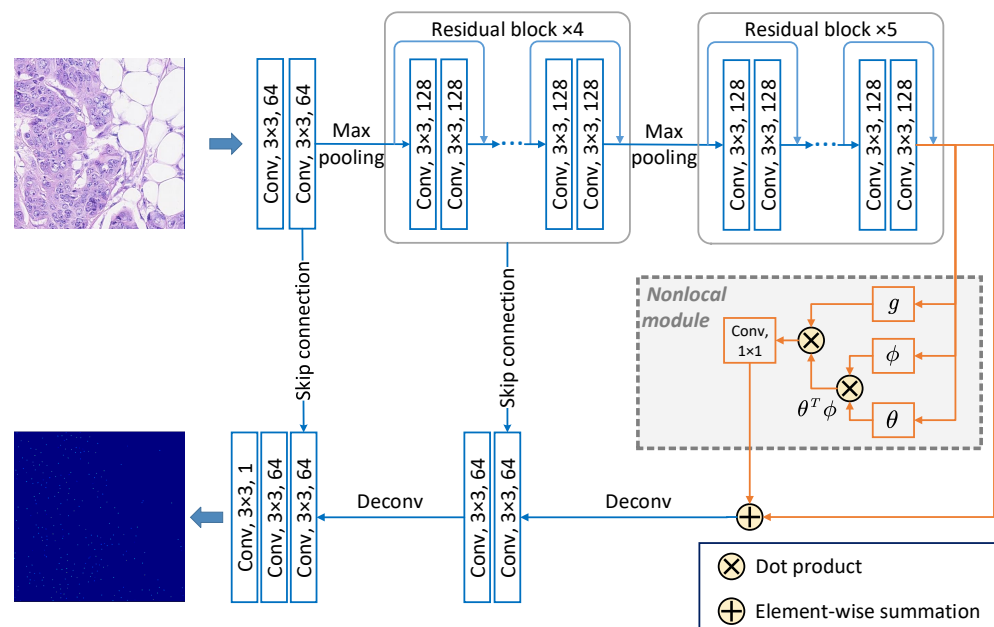 Residual block ×4
Residual block ×5
Conv, 3×3, 64
Conv, 3×3, 64
Max
pooling
Conv, 3×3, 128
Conv, 3×3, 128
...
Conv, 3×3, 128
Conv, 3×3, 128
Max
pooling
Conv, 3×3, 128
Conv, 3×3, 128
...
Conv, 3×3, 128
Conv, 3×3, 128
Skip connection
Skip connection
Nonlocal
module
g
Conv,
1×1
ϕ
θ^T ϕ
θ
Conv, 3×3, 1
Conv, 3×3, 64
Conv, 3×3, 64
Deconv
Conv, 3×3, 64
Conv, 3×3, 64
Deconv
Dot product
Element-wise summation